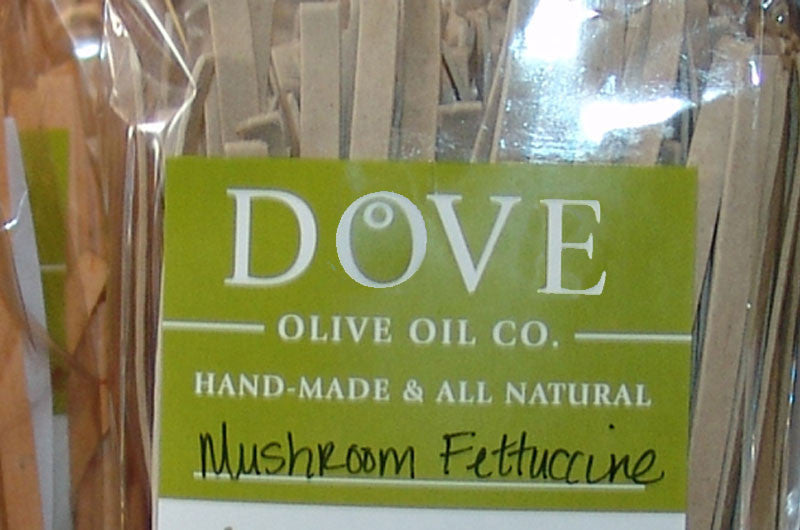 DOVE
OLIVE OIL CO.
HAND-MADE & ALL NATURAL
Mushroom Fettuccine